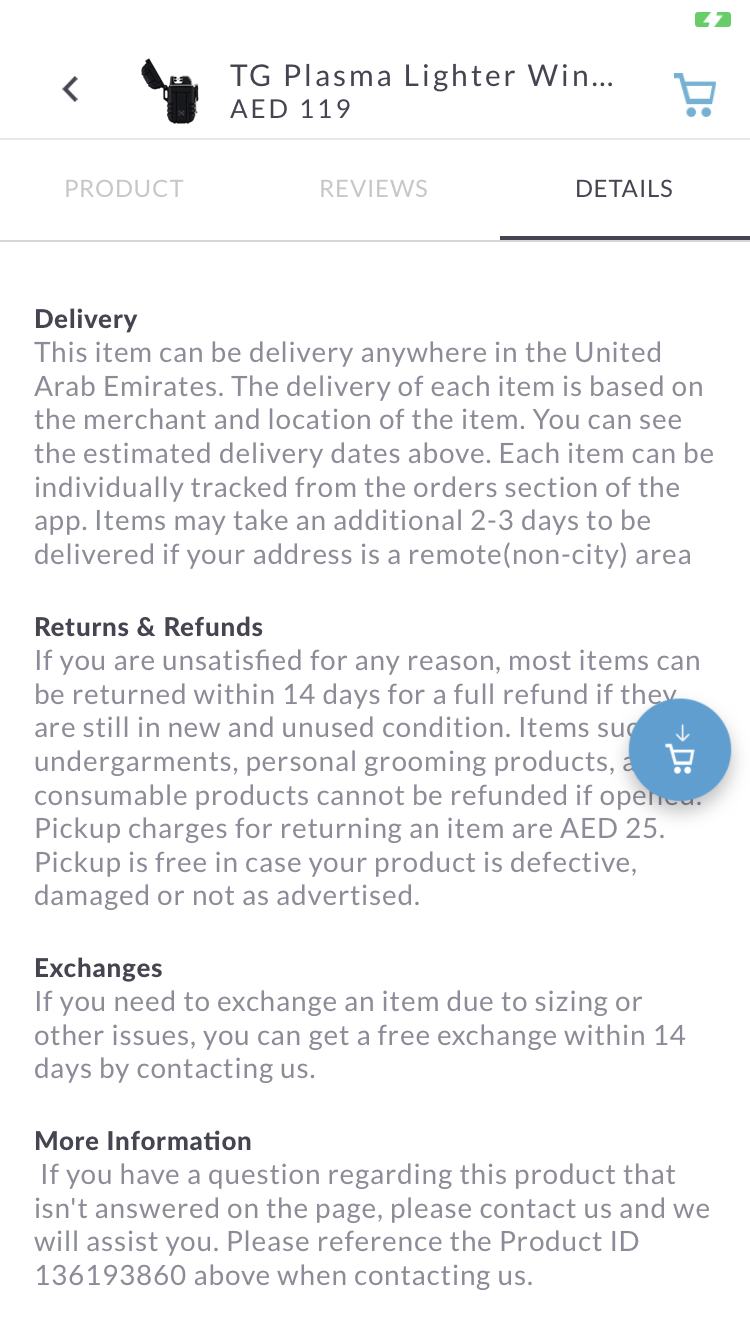 TG Plasma Lighter Win...
AED 119
PRODUCT
REVIEWS
DETAILS
Delivery
This item can be delivery anywhere in the United
Arab Emirates. The delivery of each item is based on
the merchant and location of the item. You can see
the estimated delivery dates above. Each item can be
individually tracked from the orders section of the
app. Items may take an additional 2-3 days to be
delivered if your address is a remote(non-city) area
Returns & Refunds
If you are unsatisfied for any reason, most items can
be returned within 14 days for a full refund if they
are still in new and unused condition. Items
undergarments, personal grooming products,
consumable products cannot be refunded if opened.
Pickup charges for returning an item are AED 25.
Pickup is free in case your product is defective,
damaged or not as advertised.
Exchanges
If you need to exchange an item due to sizing or
other issues, you can get a free exchange within 14
days by contacting us.
More Information
If you have a question regarding this product that
isn't answered on the page, please contact us and we
will assist you. Please reference the Product ID
136193860 above when contacting us.